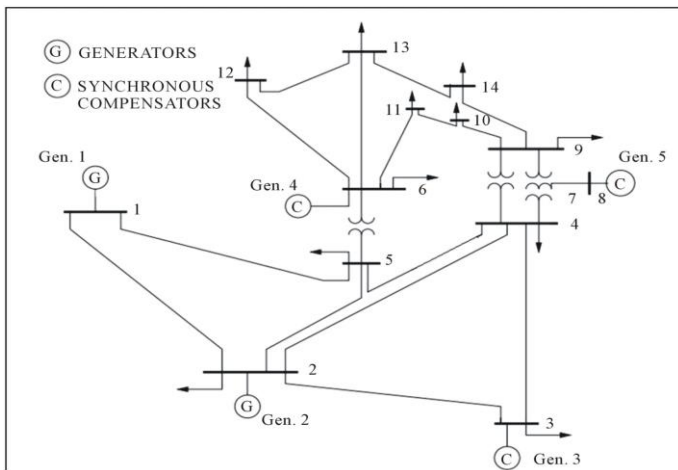 G GENERATORS
C SYNCHRONOUS
COMPENSATORS
13
12
14
11
10
Gen. 1
G
9
Gen. 5
Gen. 4
C
6
7
8
C
1
4
5
2
G
Gen. 2
3
C
Gen. 3